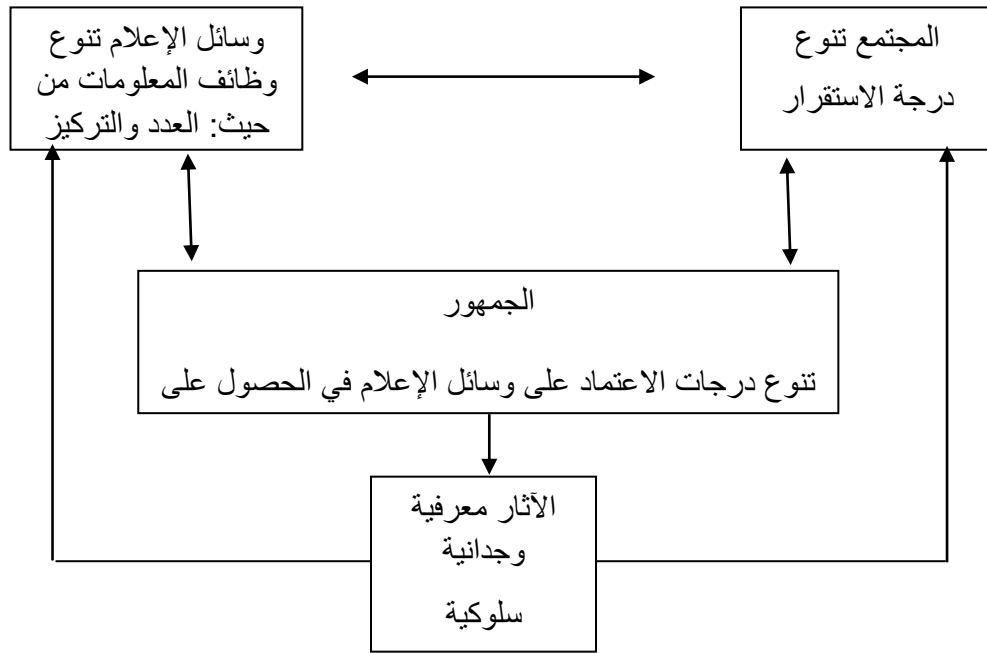 المجتمع تنوع
درجة الاستقرار
وسائل الإعلام تنوع
وظائف المعلومات من
حيث: العدد والتركيز
الجمهور
تنوع درجات الاعتماد على وسائل الإعلام في الحصول على
الآثار معرفية
وجدانية
سلوكية